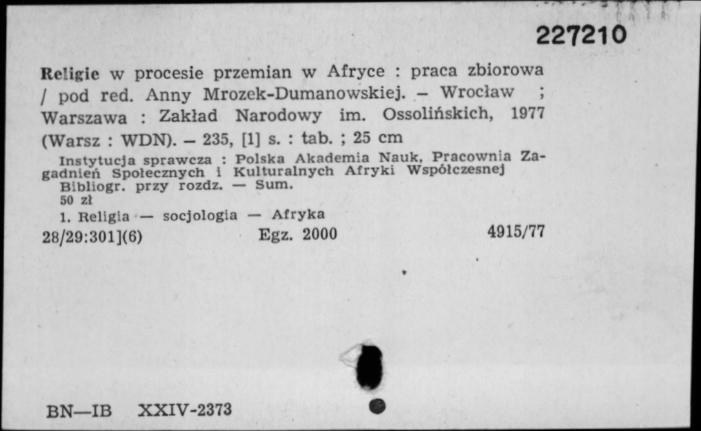 227210
Religie w procesie przemian w Afryce : praca zbiorowa
/ pod red. Anny Mrozek-Dumanowskiej. — Wrocław ;
Warszawa : Zakład Narodowy im. Ossolińskich, 1977
(Warsz : WDN). — 235, [1] s. : tab. ; 25 cm
Instytucja sprawcza : Polska Akademia Nauk, Pracownia Za-
gadnień Społecznych i Kulturalnych Afryki Współczesnej
Bibliogr. przy rozdz. — Sum.
50 zł
1. Religia — socjologia — Afryka
28/29:301](6) Egz. 2000 4915/77
BN—IB XXIV-2373